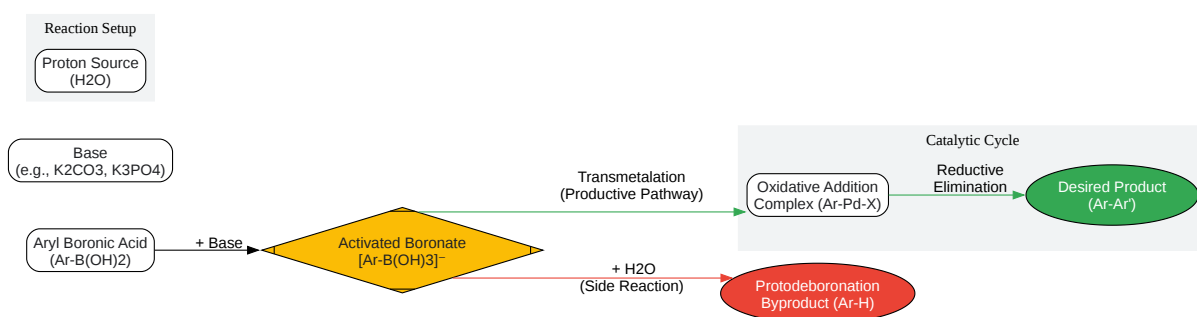 Reaction Setup
Proton Source
(H2O)
Base
(e.g., K2CO3, K3PO4)
Aryl Boronic Acid
(Ar-B(OH)2)
+ Base
Activated Boronate
[Ar-B(OH)3]⁻
Transmetalation
(Productive Pathway)
+ H2O
(Side Reaction)
Catalytic Cycle
Oxidative Addition
Complex (Ar-Pd-X)
Reductive
Elimination
Desired Product
(Ar-Ar')
Protodeboronation
Byproduct (Ar-H)